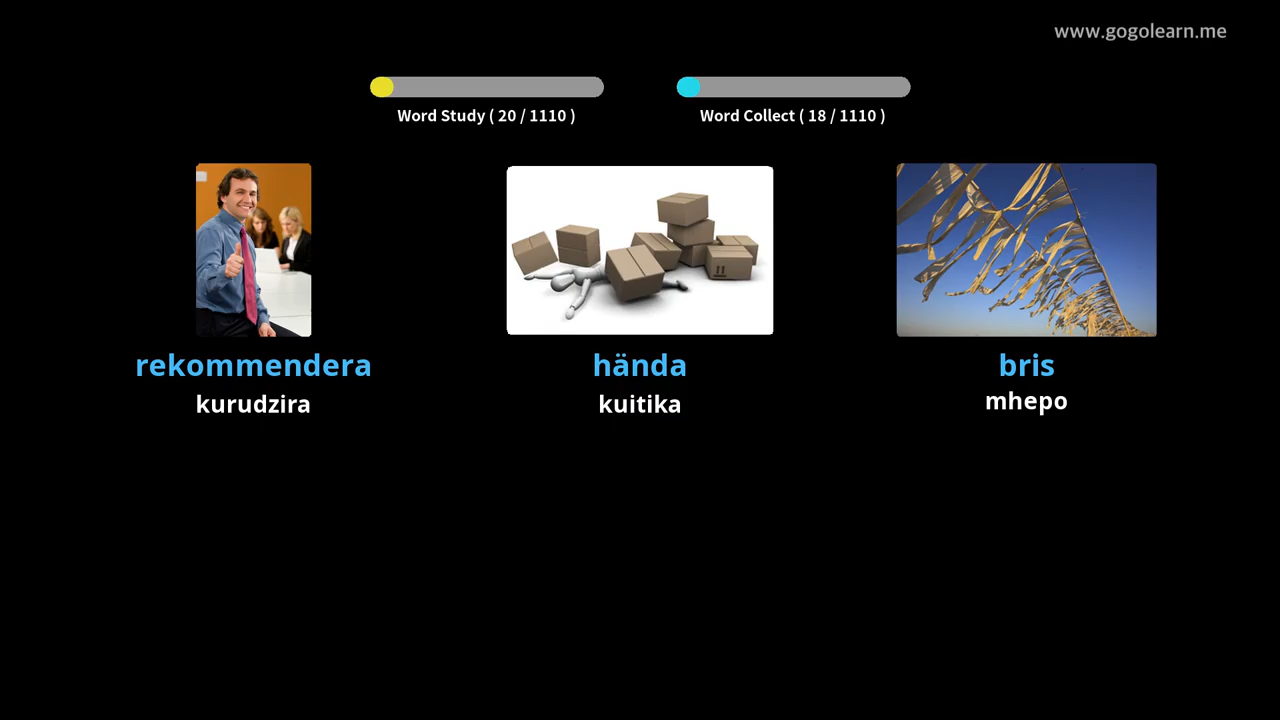 www.gogolearn.me
Word Study ( 20 / 1110 )
Word Collect ( 18 / 1110 )
rekommendera
hända
bris
kurudzira
kuitika
mhepo